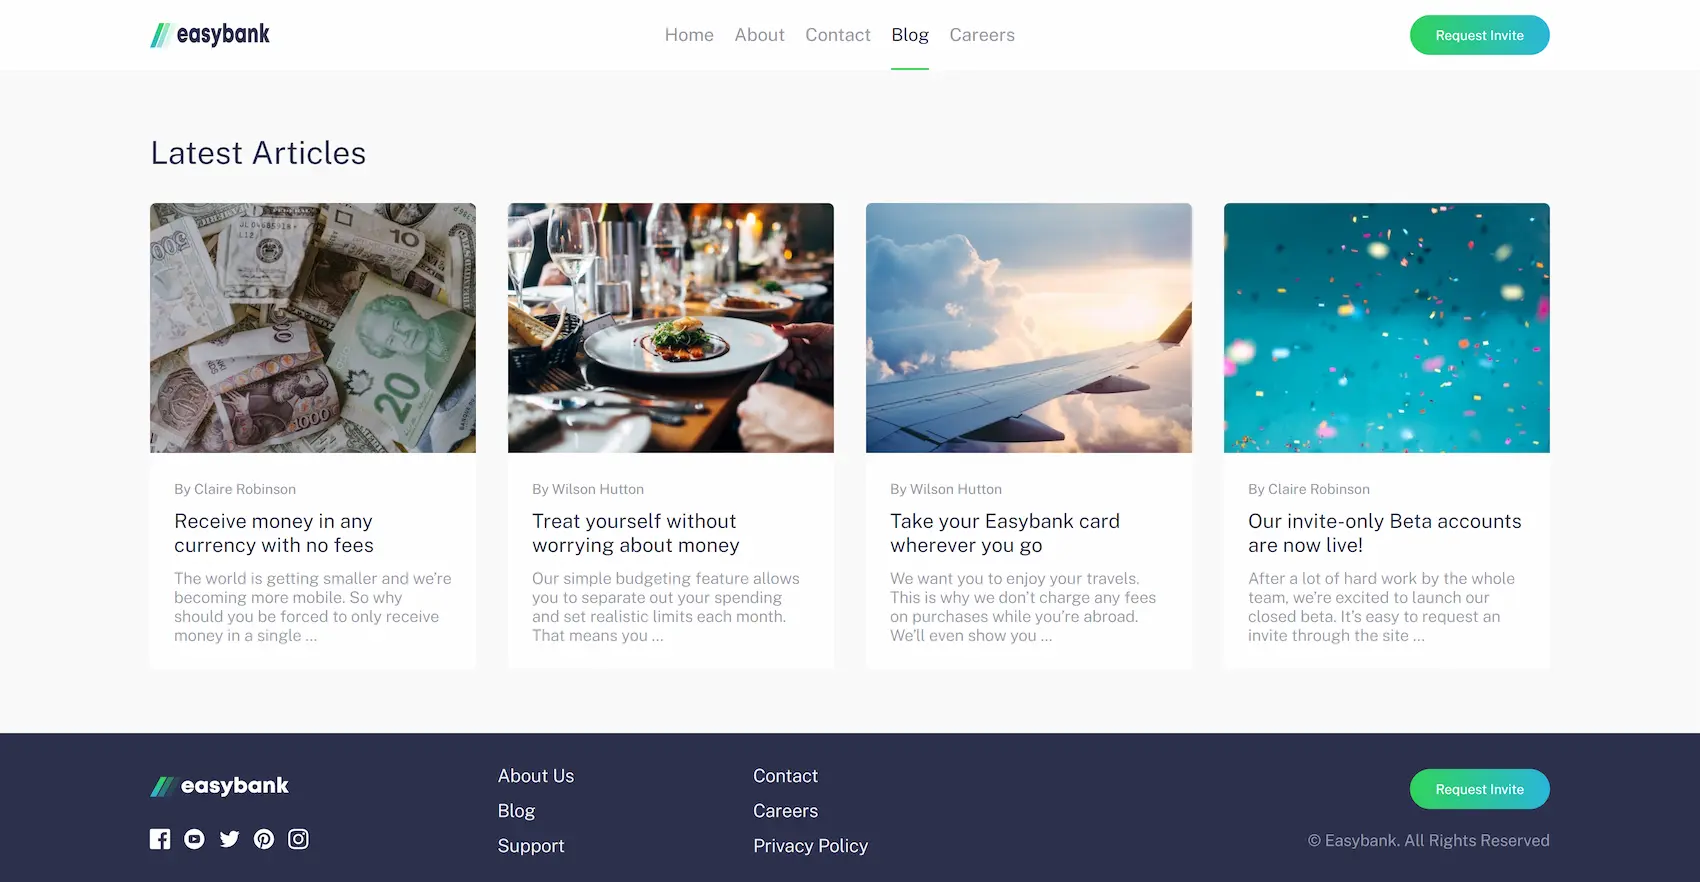 easybank
Home About Contact Blog Careers
Request Invite
Latest Articles
By Claire Robinson
Receive money in any
currency with no fees
The world is getting smaller and we’re
becoming more mobile. So why
should you be forced to only receive
money in a single ...
By Wilson Hutton
Treat yourself without
worrying about money
Our simple budgeting feature allows
you to separate out your spending
and set realistic limits each month.
That means you ...
By Wilson Hutton
Take your Easybank card
wherever you go
We want you to enjoy your travels.
This is why we don’t charge any fees
on purchases while you’re abroad.
We’ll even show you ...
By Claire Robinson
Our invite-only Beta accounts
are now live!
After a lot of hard work by the whole
team, we’re excited to launch our
closed beta. It’s easy to request an
invite through the site ...
easybank
About Us
Blog
Support
Contact
Careers
Privacy Policy
Request Invite
© Easybank. All Rights Reserved